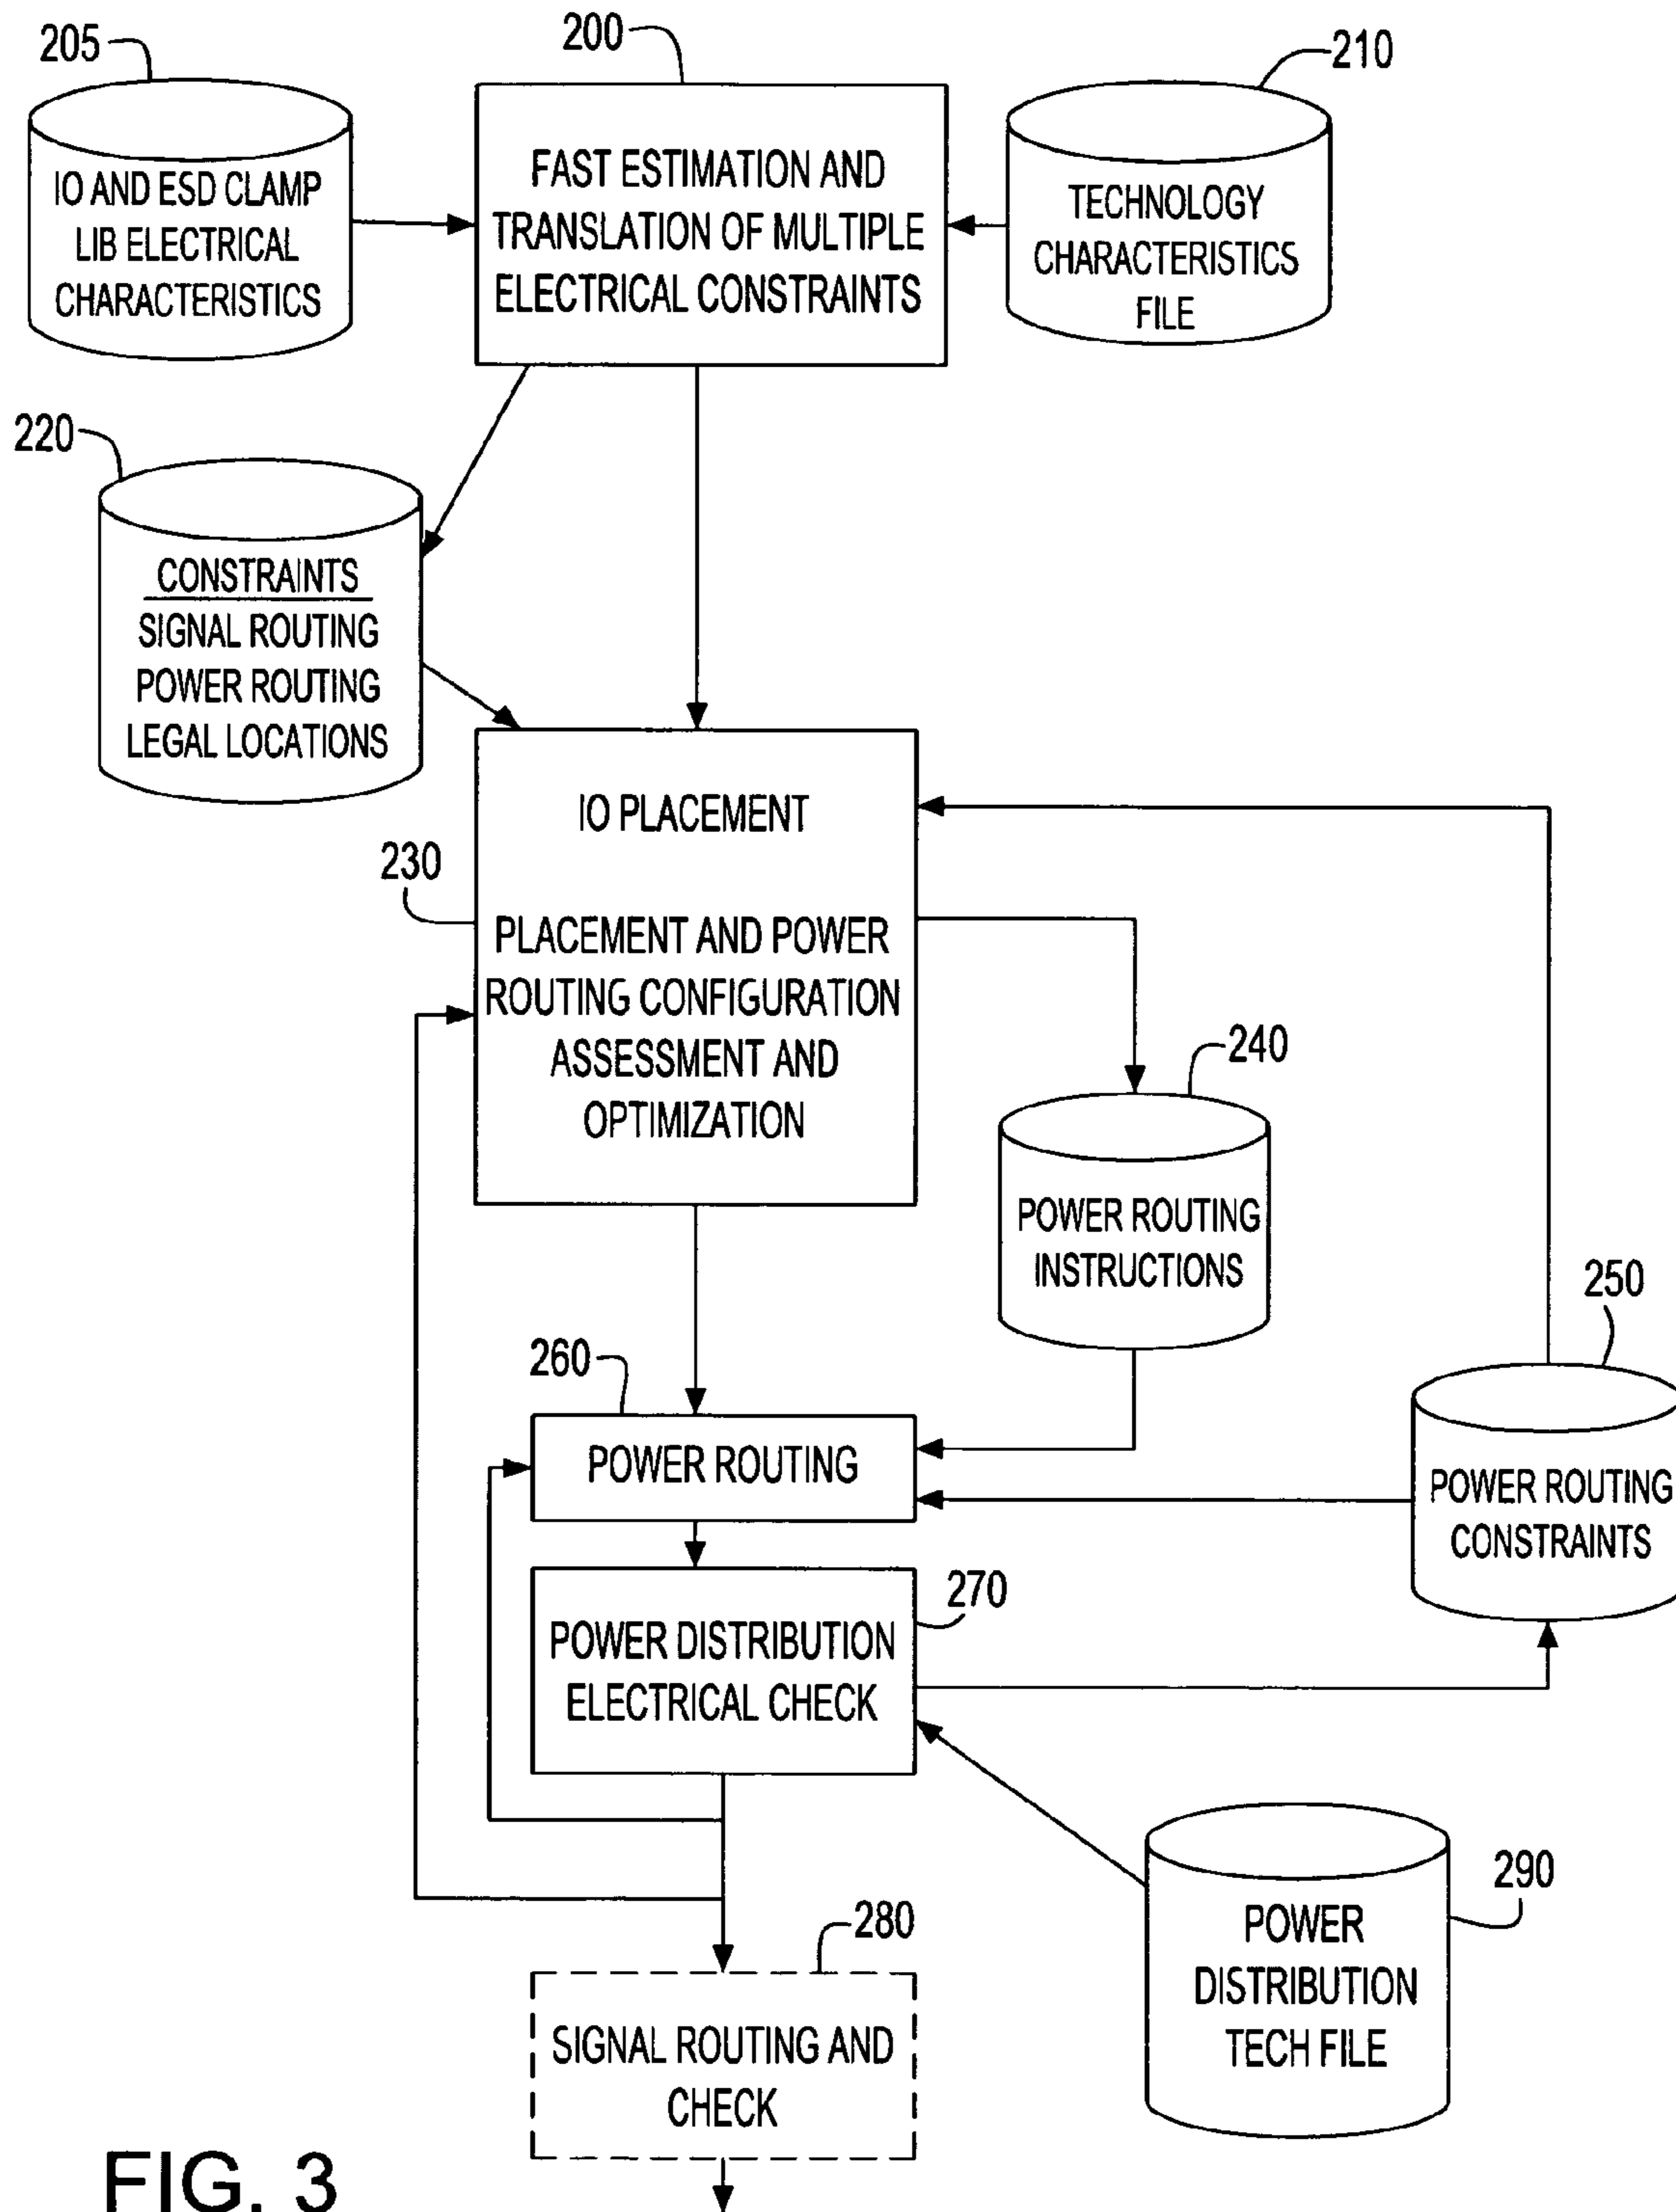 205
200
210
IO AND ESD CLAMP
LIB ELECTRICAL
CHARACTERISTICS
FAST ESTIMATION AND
TRANSLATION OF MULTIPLE
ELECTRICAL CONSTRAINTS
TECHNOLOGY
CHARACTERISTICS
FILE
220
CONSTRAINTS
SIGNAL ROUTING
POWER ROUTING
LEGAL LOCATIONS
230
IO PLACEMENT
PLACEMENT AND POWER
ROUTING CONFIGURATION
ASSESSMENT AND
OPTIMIZATION
240
POWER ROUTING
INSTRUCTIONS
250
POWER ROUTING
CONSTRAINTS
260
POWER ROUTING
270
POWER DISTRIBUTION
ELECTRICAL CHECK
290
POWER
DISTRIBUTION
TECH FILE
280
SIGNAL ROUTING AND
CHECK
FIG. 3